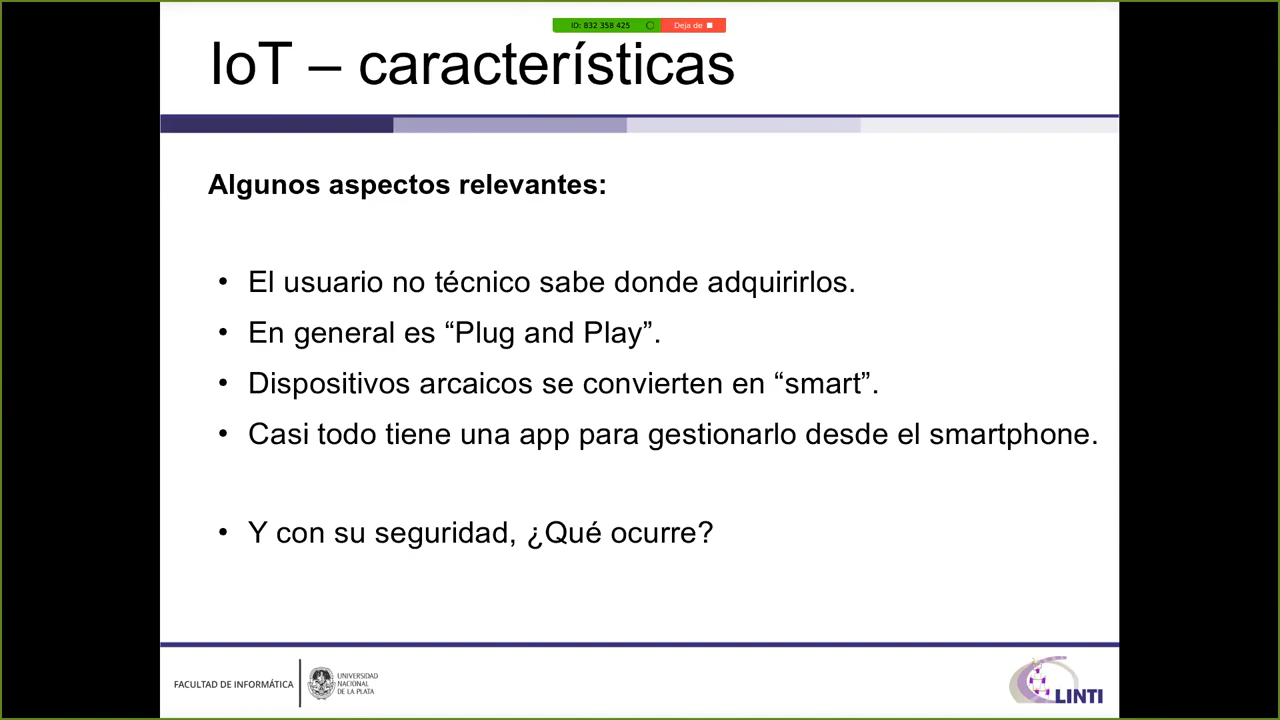 ID: 832 358 425
Deja de
IoT – características
Algunos aspectos relevantes:
• El usuario no técnico sabe donde adquirirlos.
• En general es “Plug and Play”.
• Dispositivos arcaicos se convierten en “smart”.
• Casi todo tiene una app para gestionarlo desde el smartphone.
• Y con su seguridad, ¿Qué ocurre?
FACULTAD DE INFORMÁTICA
UNIVERSIDAD
NACIONAL
DE LA PLATA
LINTI